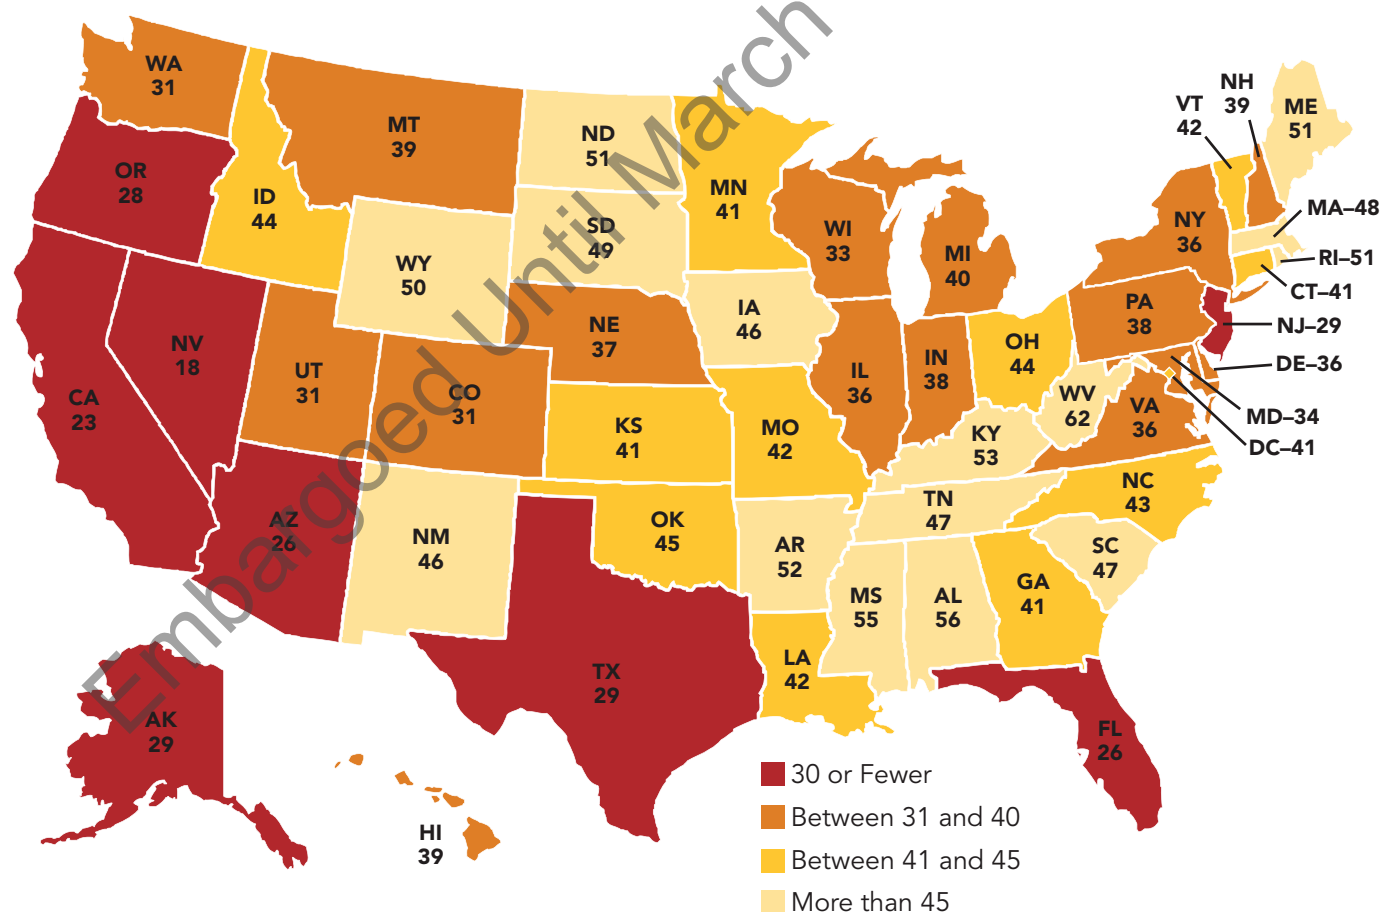 WA
31
OR
28
CA
23
NV
18
ID
44
MT
39
WY
50
UT
31
CO
31
AZ
26
NM
46
ND
51
SD
49
NE
37
KS
41
OK
45
TX
29
MN
41
IA
46
MO
42
AR
52
LA
42
WI
33
IL
36
MI
40
IN
38
OH
44
KY
53
TN
47
MS
55
AL
56
GA
41
FL
26
SC
47
NC
43
VA
36
WV
62
PA
38
NY
36
VT
42
NH
39
ME
51
MA–48
RI–51
CT–41
NJ–29
DE–36
MD–34
DC–41
AK
29
HI
39
30 or Fewer
Between 31 and 40
Between 41 and 45
More than 45
Embargoed Until March